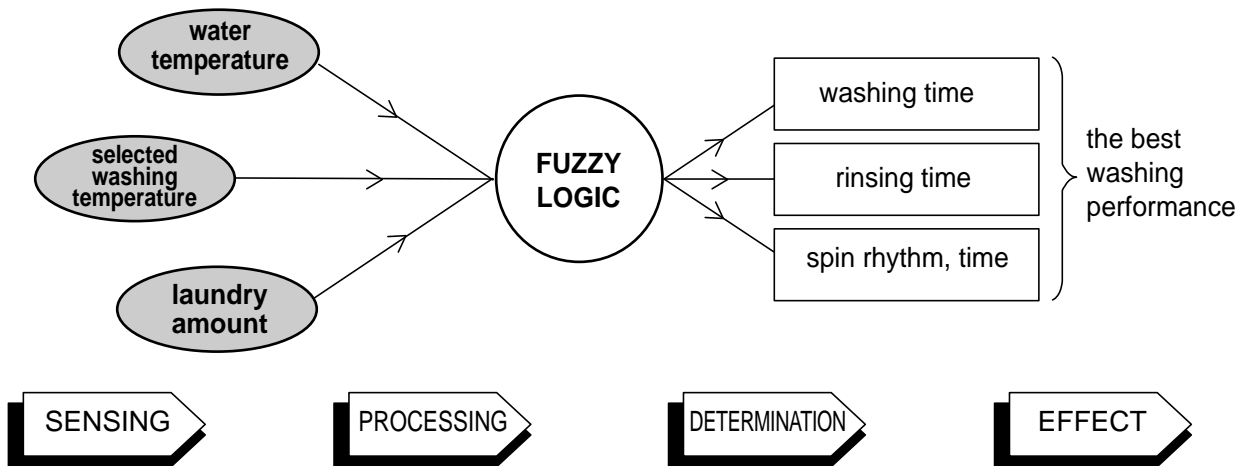 water
temperature
selected
washing
temperature
laundry
amount
FUZZY
LOGIC
washing time
rinsing time
spin rhythm, time
the best
washing
performance
SENSING
PROCESSING
DETERMINATION
EFFECT